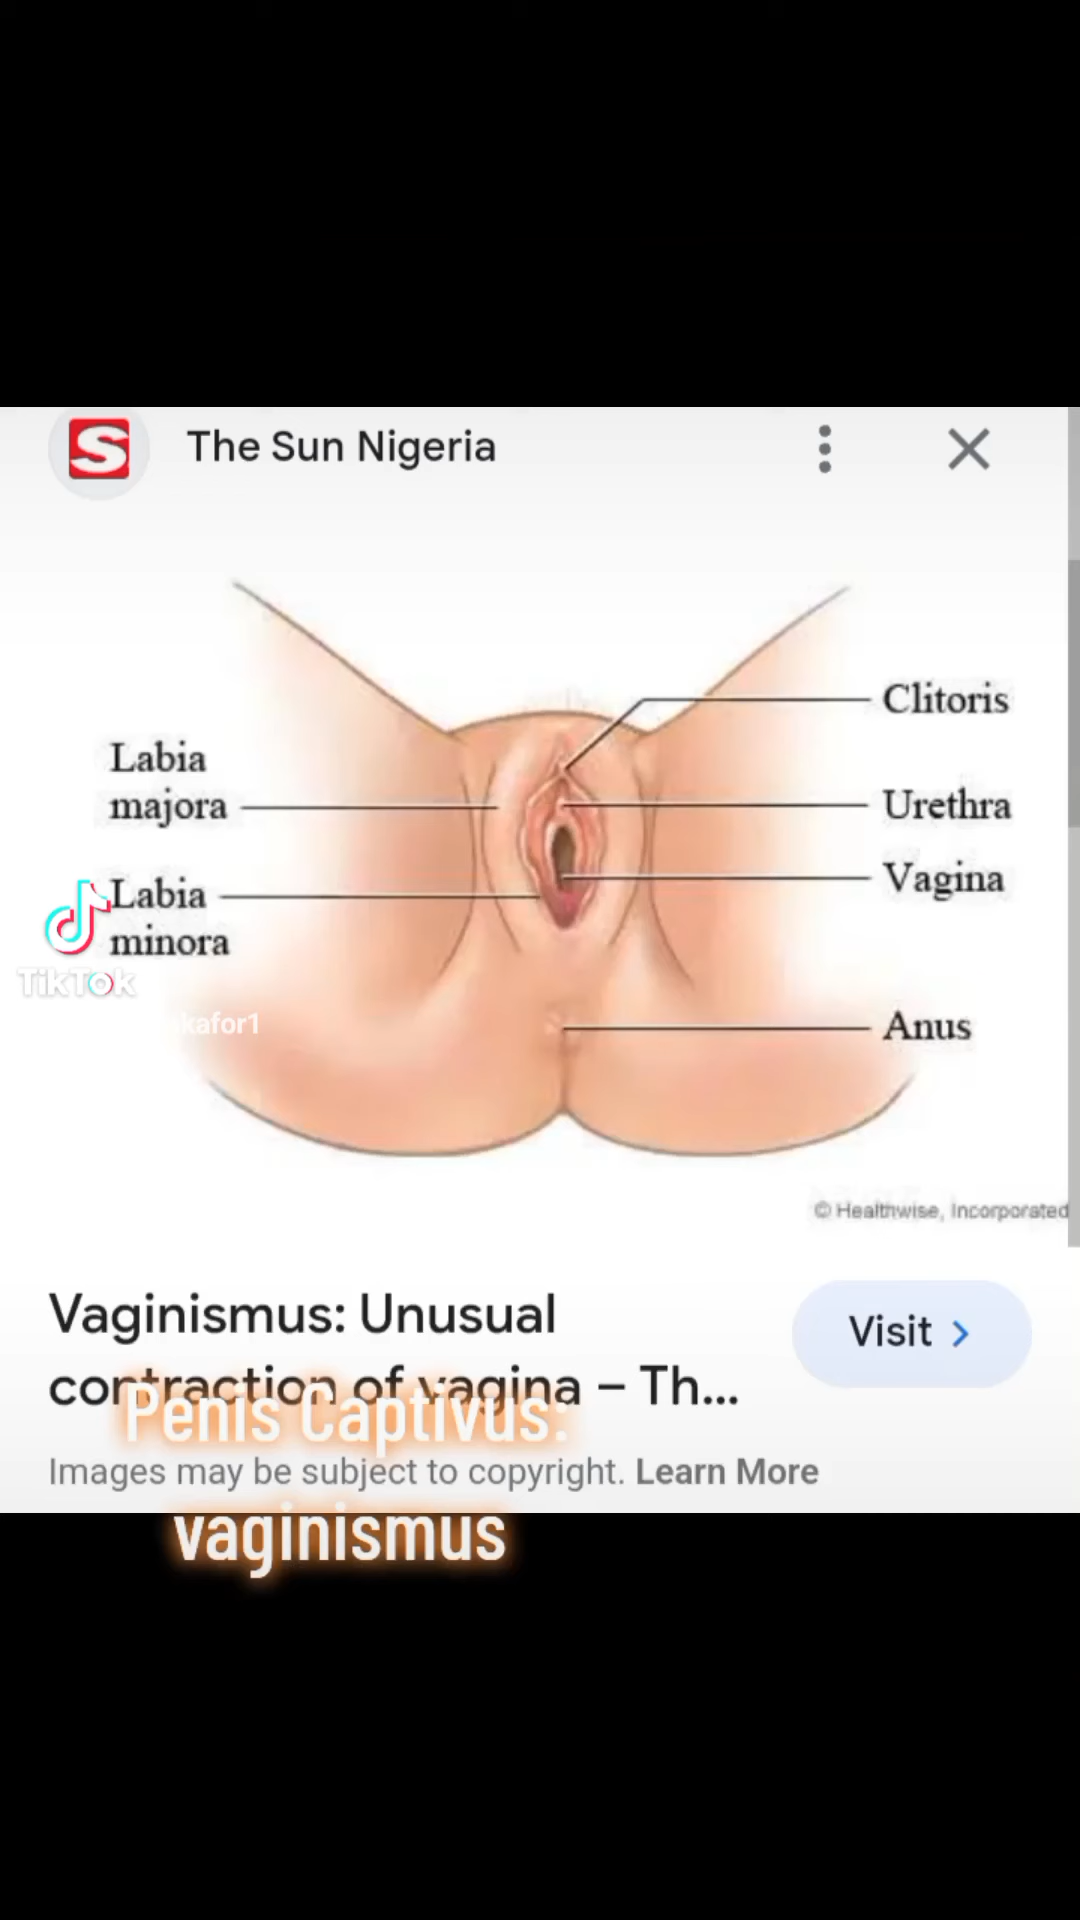 The Sun Nigeria
Clitoris
Labia
majora
Urethra
Vagina
Labia
minora
TikTok
kafor1
Anus
© Healthwise, Incorporated
Vaginismus: Unusual
contraction of vagina – Th...
Visit
Penis Captivus:
Images may be subject to copyright. Learn More
vaginismus